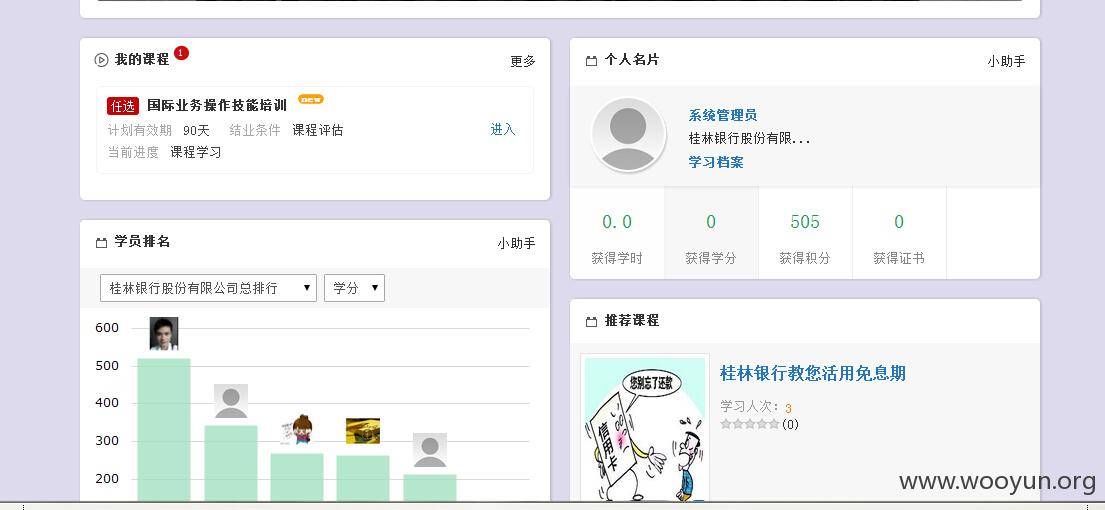 我的课程 1
更多
任选 国际业务操作技能培训 new
计划有效期 90天 结业条件 课程评估
进入
当前进度 课程学习
学员排名
小助手
桂林银行股份有限公司总排行 ▼ 学分 ▼
600
500
400
300
200
个人名片
小助手
系统管理员
桂林银行股份有限...
学习档案
0.0 0 505 0
获得学时 获得学分 获得积分 获得证书
推荐课程
您别忘了还款
信用卡
桂林银行教您活用免息期
学习人次: 3
(0)
www.wooyun.org